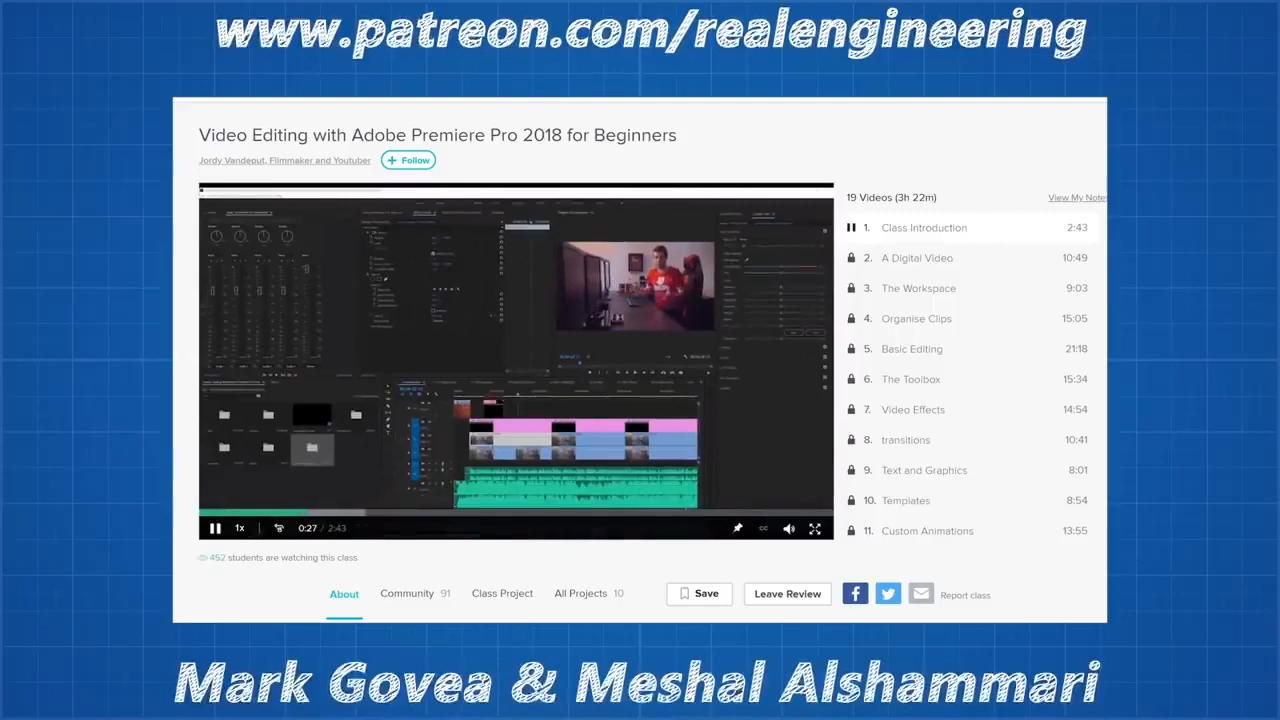 www.patreon.com/realengineering
Video Editing with Adobe Premiere Pro 2018 for Beginners
Jordy Vandeput, Filmmaker and Youtuber
+ Follow
19 Videos (3h 22m)
View My Notes
1. Class Introduction 2:43
2. A Digital Video 10:49
3. The Workspace 9:03
4. Organise Clips 15:05
5. Basic Editing 21:18
6. The Toolbox 15:34
7. Video Effects 14:54
8. transitions 10:41
9. Text and Graphics 8:01
10. Templates 8:54
11. Custom Animations 13:55
1x 0:27 / 2:43 CC
452 students are watching this class
About Community 91 Class Project All Projects 10 Save Leave Review Report class
Mark Govea & Meshal Alshammari